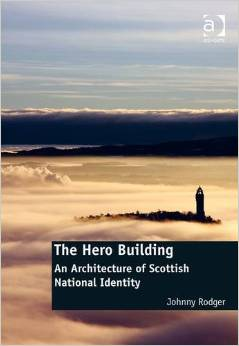 The Hero Building
An Architecture of Scottish
National Identity
Johnny Rodger